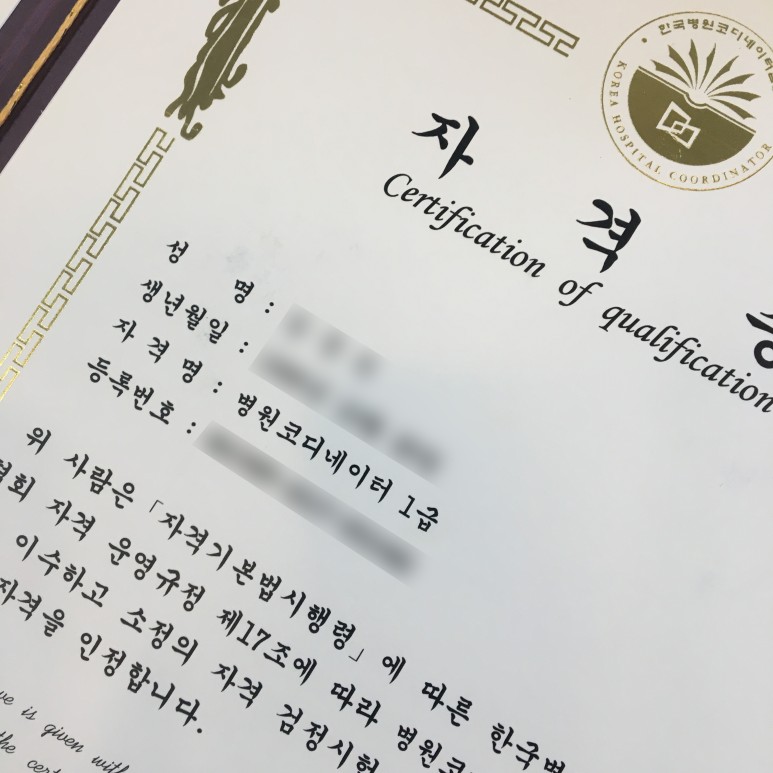 한국병원코디네이터
KOREA HOSPITAL COORDINATOR
자 격
Certification of qualification
성 명 :
생년월일 :
자 격 명 : 병원코디네이터 1급
등록번호 :
위 사람은 「자격기본법시행령」에 따른 한국병
협회 자격 운영규정 제17조에 따라 병원코
이수하고 소정의 자격 검정시험
자격을 인정합니다.
is given with
the cert